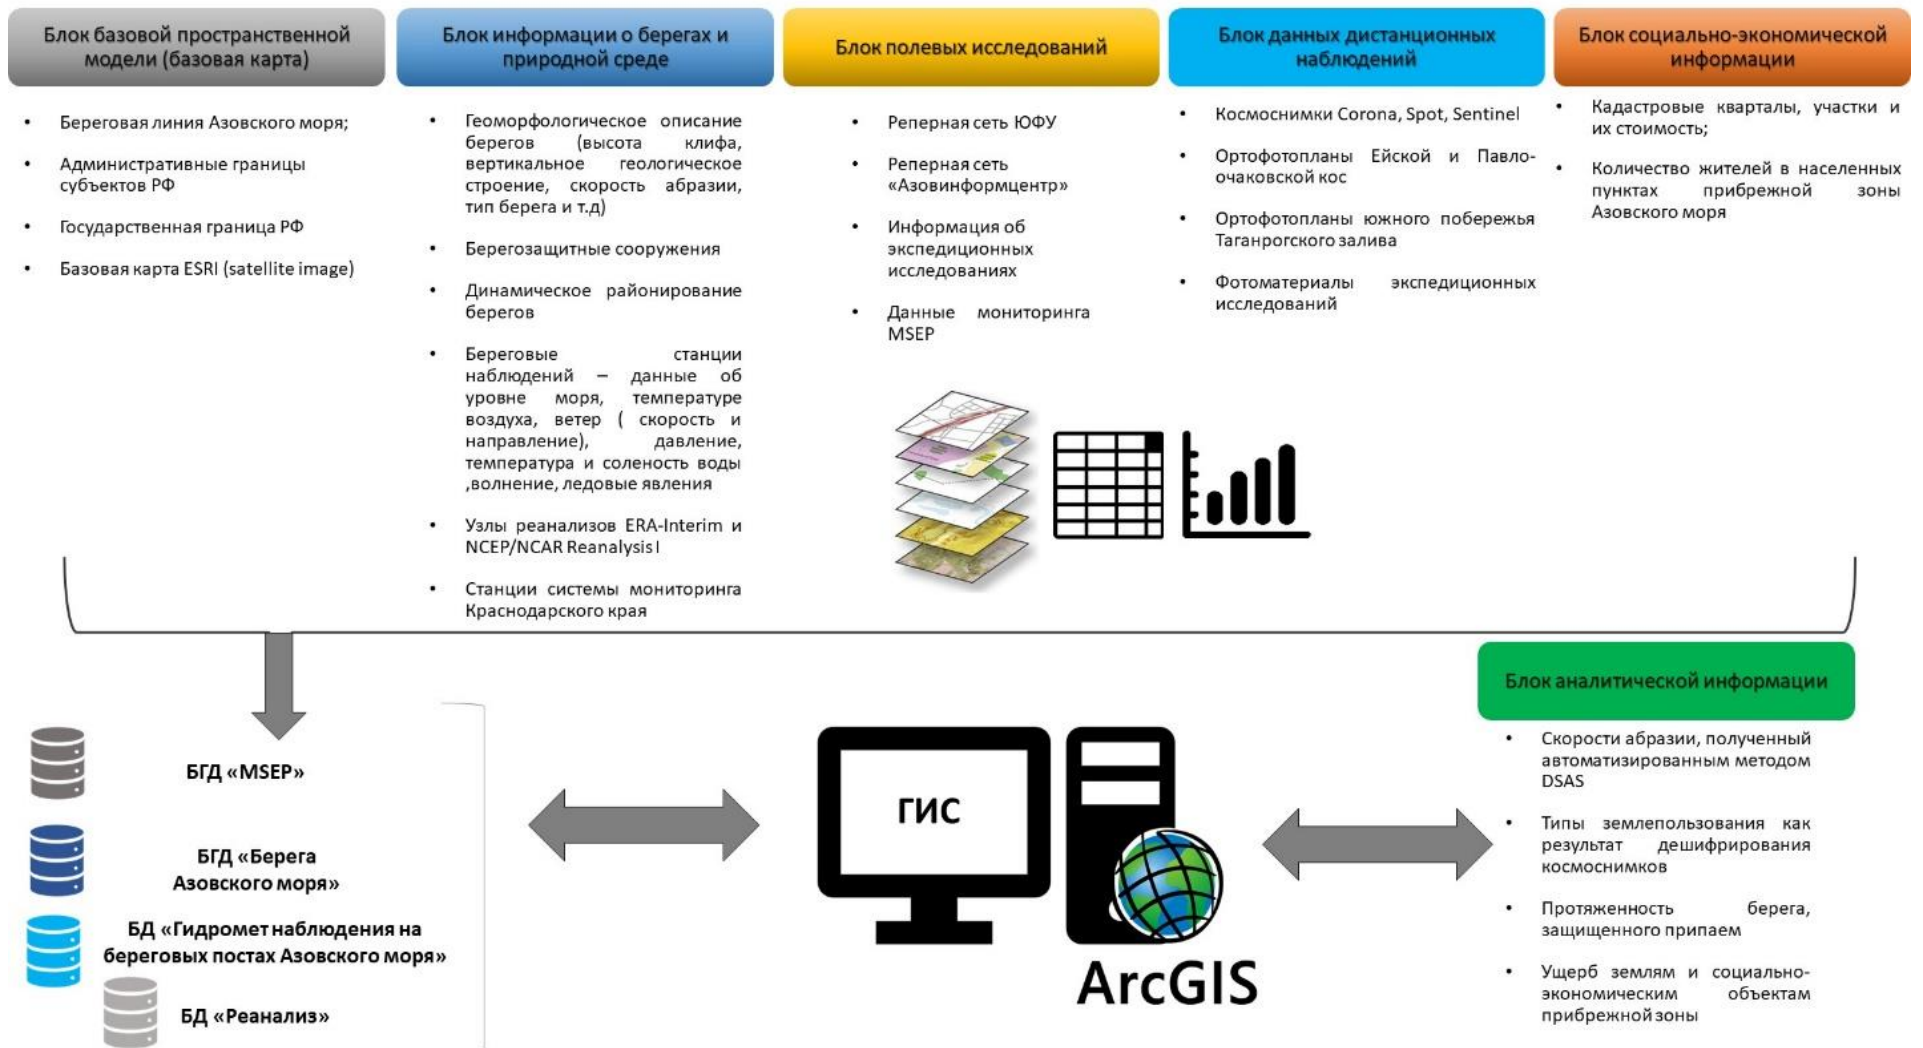 Блок базовой пространственной
модели (базовая карта)
Береговая линия Азовского моря;
Административные границы
субъектов РФ
Государственная граница РФ
Базовая карта ESRI (satellite image)
Блок информации о берегах и
природной среде
Геоморфологическое описание
берегов (высота клифа,
вертикальное геологическое
строение, скорость абразии,
тип берега и т.д)
Берегозащитные сооружения
Динамическое районирование
берегов
Береговые станции
наблюдений – данные об
уровне моря, температуре
воздуха, ветер ( скорость и
направление), давление,
температура и соленость воды
,волнение, ледовые явления
Узлы реанализов ERA-Interim и
NCEP/NCAR Reanalysis I
Станции системы мониторинга
Краснодарского края
Блок полевых исследований
Реперная сеть ЮФУ
Реперная сеть
«Азовинформцентр»
Информация об
экспедиционных
исследованиях
Данные мониторинга
MSEP
Блок данных дистанционных
наблюдений
Космоснимки Corona, Spot, Sentinel
Ортофотопланы Ейской и Павло-
очаковской кос
Ортофотопланы южного побережья
Таганрогского залива
Фотоматериалы экспедиционных
исследований
Блок социально-экономической
информации
Кадастровые кварталы, участки и
их стоимость;
Количество жителей в населенных
пунктах прибрежной зоны
Азовского моря
БГД «MSEP»
БГД «Берега
Азовского моря»
БД «Гидромет наблюдения на
береговых постах Азовского моря»
БД «Реанализ»
ГИС
ArcGIS
Блок аналитической информации
Скорости абразии, полученный
автоматизированным методом
DSAS
Типы землепользования как
результат дешифрирования
космоснимков
Протяженность берега,
защищенного припаем
Ущерб землям и социально-
экономическим объектам
прибрежной зоны